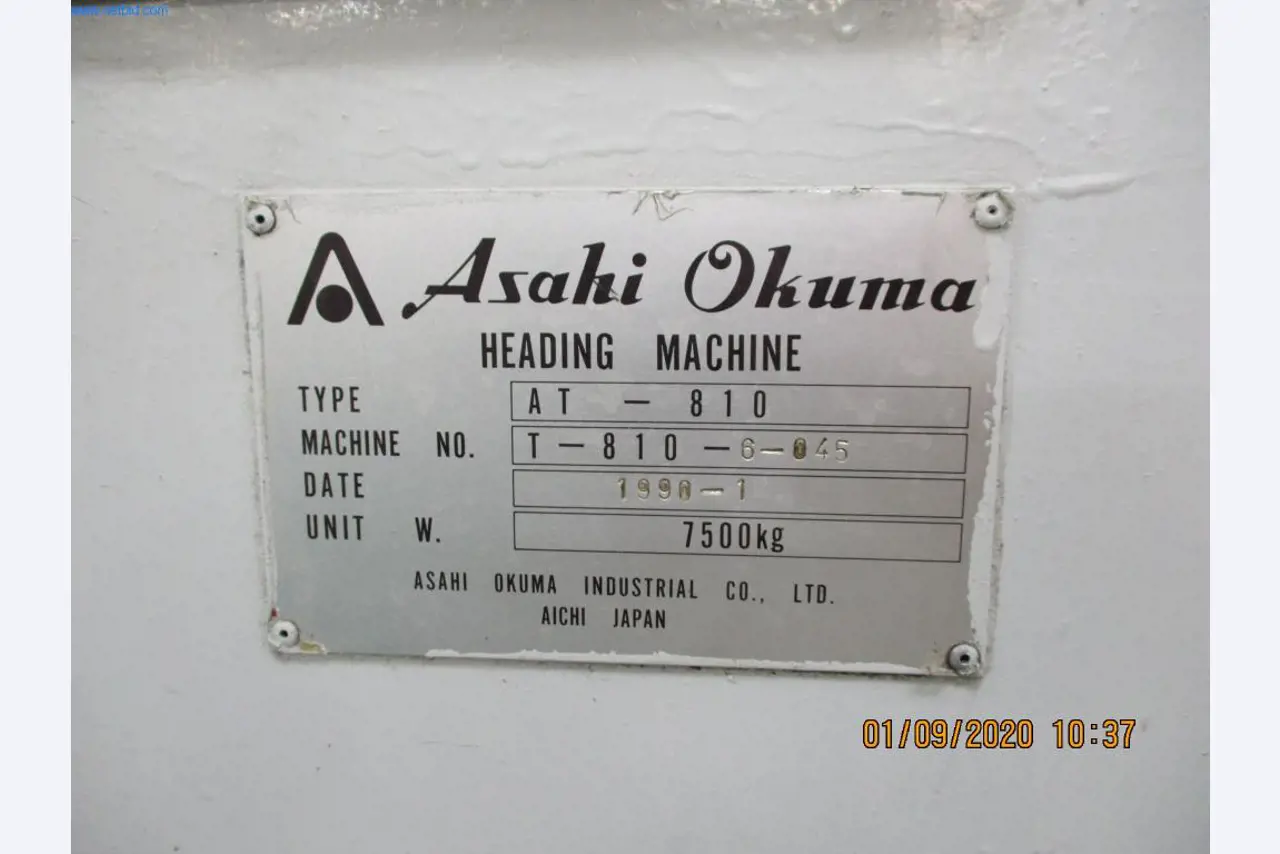 Asahi Okuma
HEADING MACHINE
TYPE AT - 810
MACHINE NO. T-810-6-045
DATE 1990-1
UNIT W. 7500kg
ASAHI OKUMA INDUSTRIAL CO., LTD.
AICHI JAPAN
01/09/2020 10:37